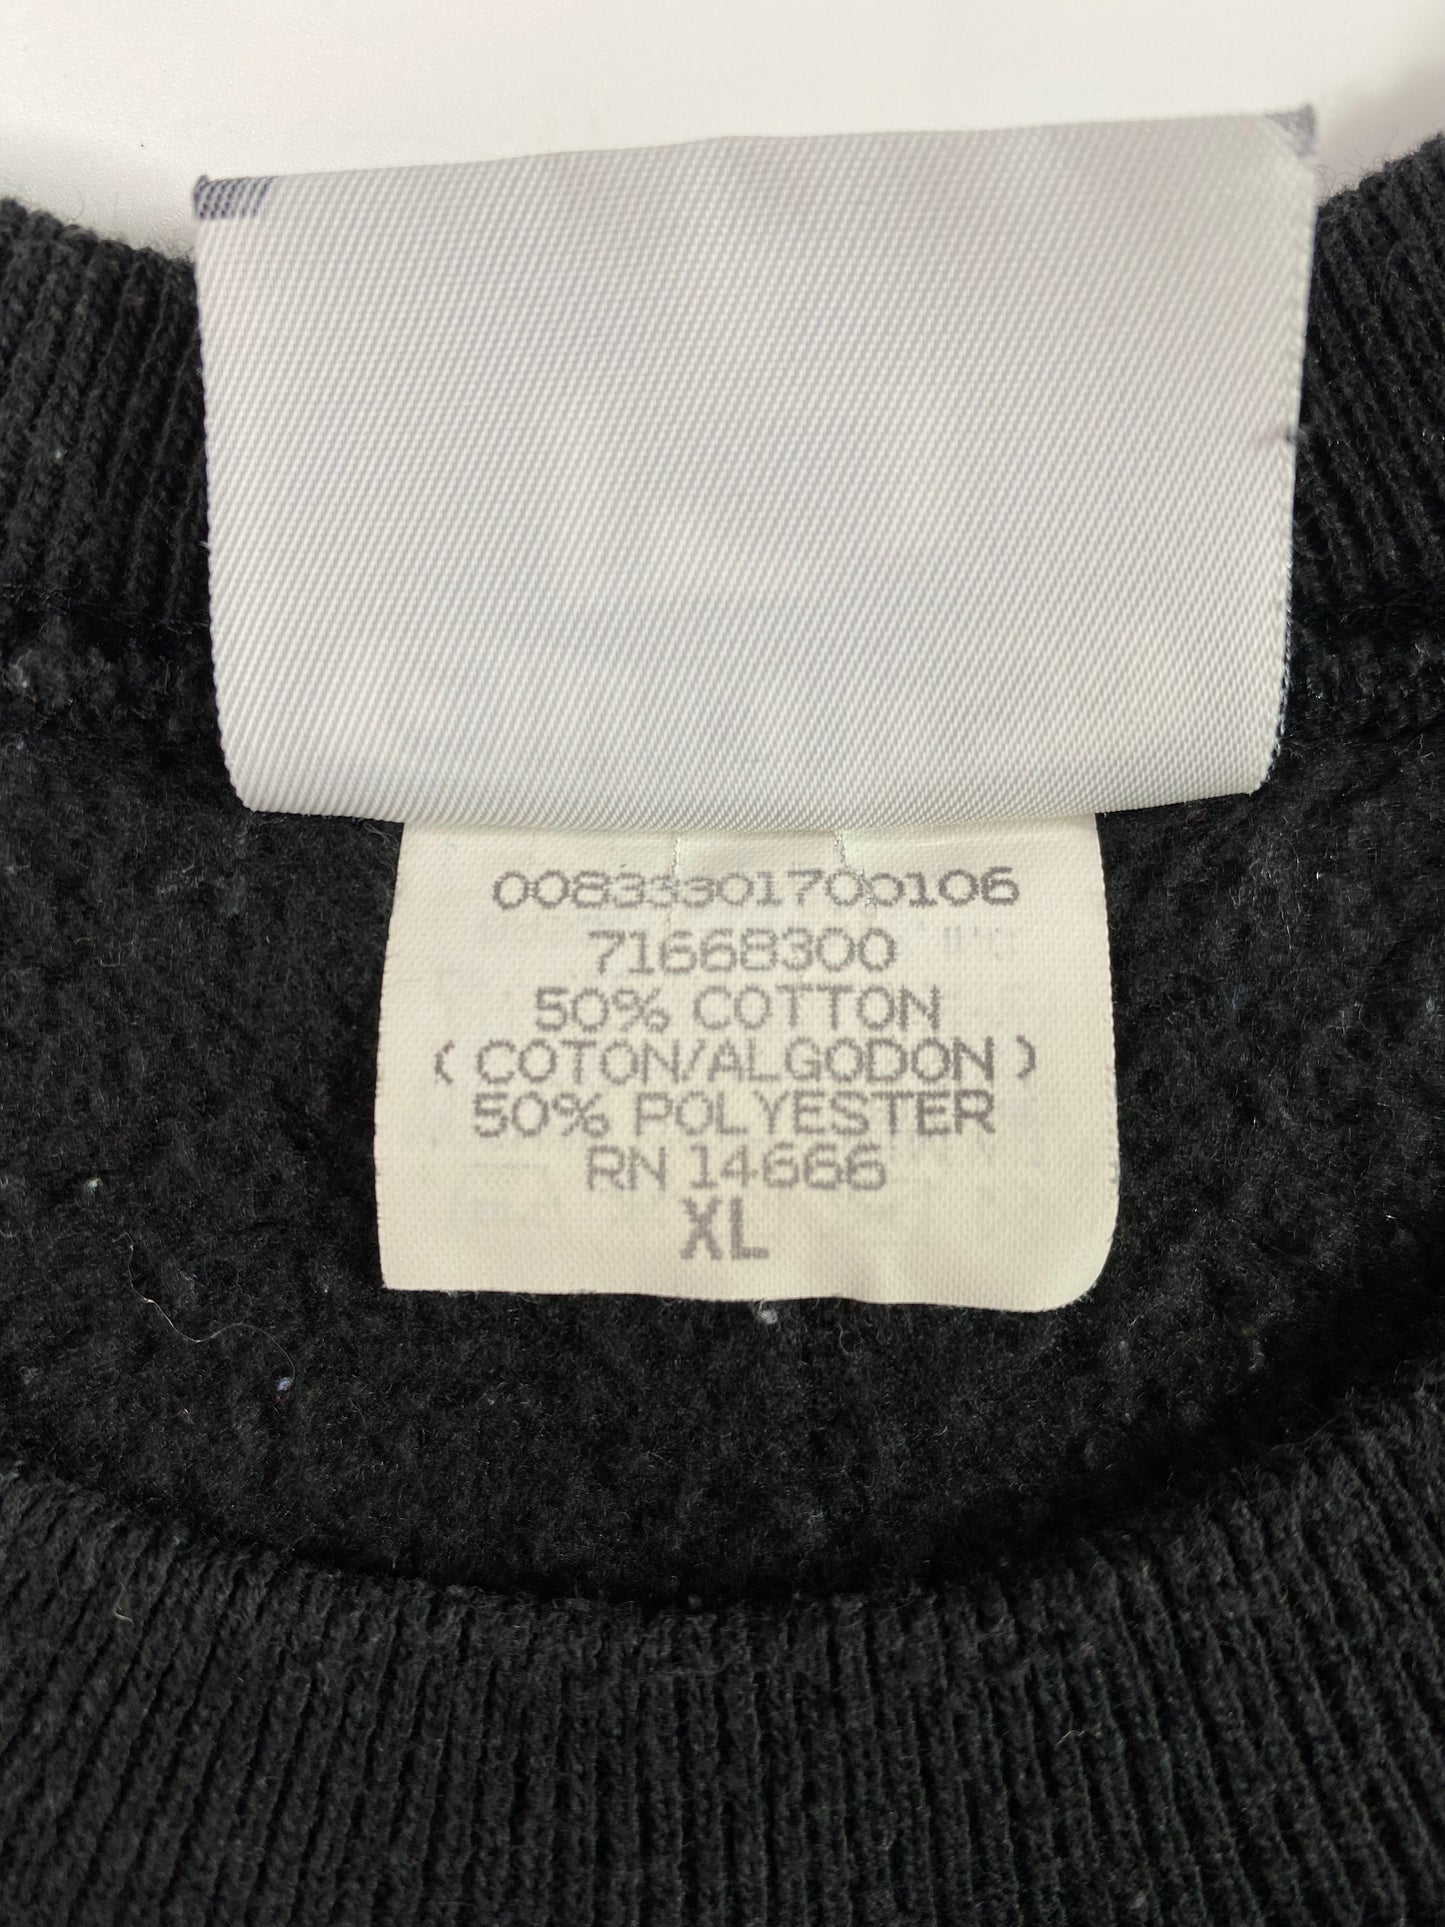 00833301700106
71668300
50% COTTON
( COTON/ALGODON )
50% POLYESTER
RN 14666
XL